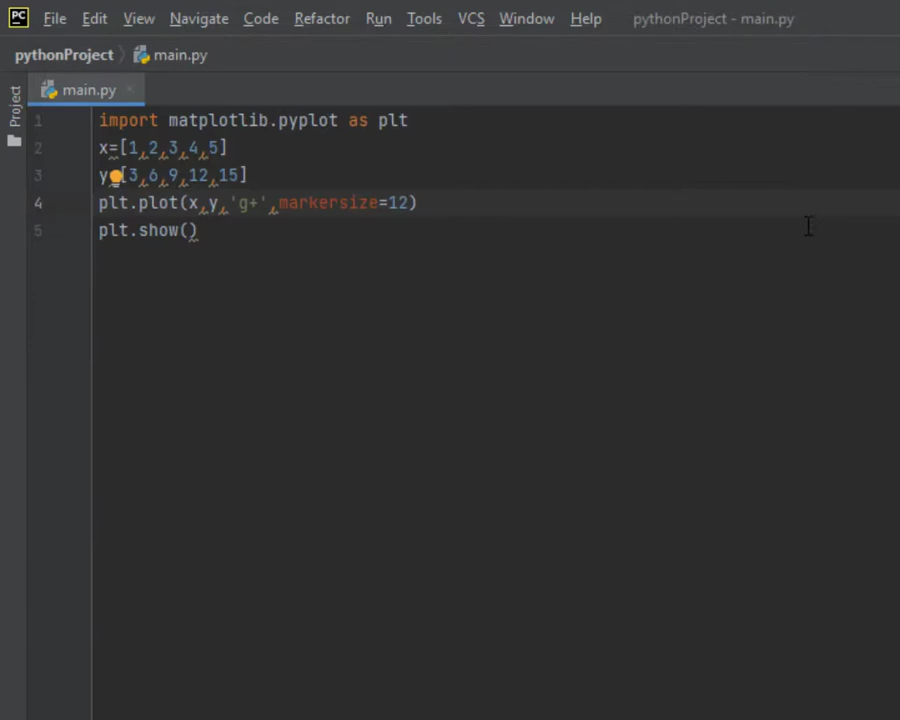 PC File Edit View Navigate Code Refactor Run Tools VCS Window Help pythonProject - main.py
pythonProject main.py
main.py
Project
1 import matplotlib.pyplot as plt
2 x=[1,2,3,4,5]
3 y [3,6,9,12,15]
4 plt.plot(x,y,'g+',markersize=12)
5 plt.show()